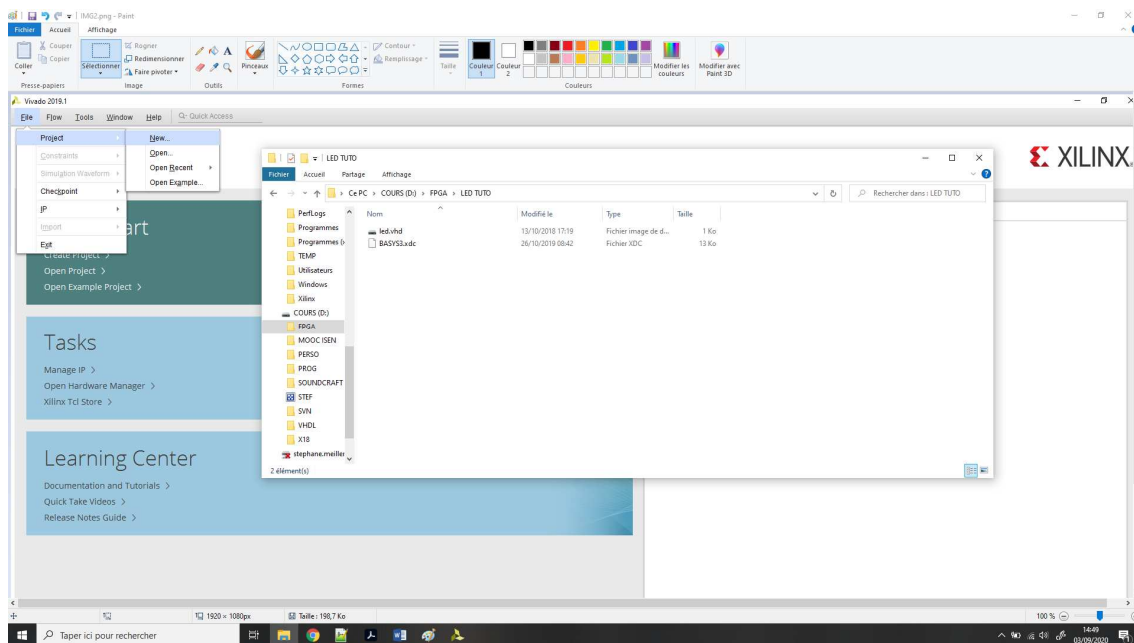 IMG2.png - Paint
Fichier Accueil Affichage
Coller
Couper
Copier
Presse-papiers
Sélectionner
Rogner
Redimensionner
Faire pivoter
Image
Outils
Pinceaux
Contour
Remplissage
Formes
Taille
Couleur 1
Couleur 2
Modifier les couleurs
Modifier avec Paint 3D
Couleurs
Vivado 2019.1
File Flow Tools Window Help Q- Quick Access
Project
Constraints
Simulation Waveform
Checkpoint
IP
Import
Exit
New...
Open...
Open Recent
Open Example...
XILINX.
art
Create Project >
Open Project >
Open Example Project >
Tasks
Manage IP >
Open Hardware Manager >
Xilinx Tcl Store >
Learning Center
Documentation and Tutorials >
Quick Take Videos >
Release Notes Guide >
LED TUTO
Fichier Accueil Partage Affichage
Ce PC > COURS (D:) > FPGA > LED TUTO
Rechercher dans : LED TUTO
PerfLogs
Programmes
Programmes (x
TEMP
Utilisateurs
Windows
Xilinx
COURS (D:)
FPGA
MOOC ISEN
PERSO
PROG
SOUNDCRAFT
STEF
SVN
VHDL
X18
stephane.meiller
Nom Modifié le Type Taille
led.vhd 13/10/2018 17:19 Fichier image de d... 1 Ko
BASYS3.xdc 26/10/2019 08:42 Fichier XDC 13 Ko
2 élément(s)
1920 × 1080px
Taille : 198,7 Ko
100 %
Taper ici pour rechercher
14:49
03/09/2020